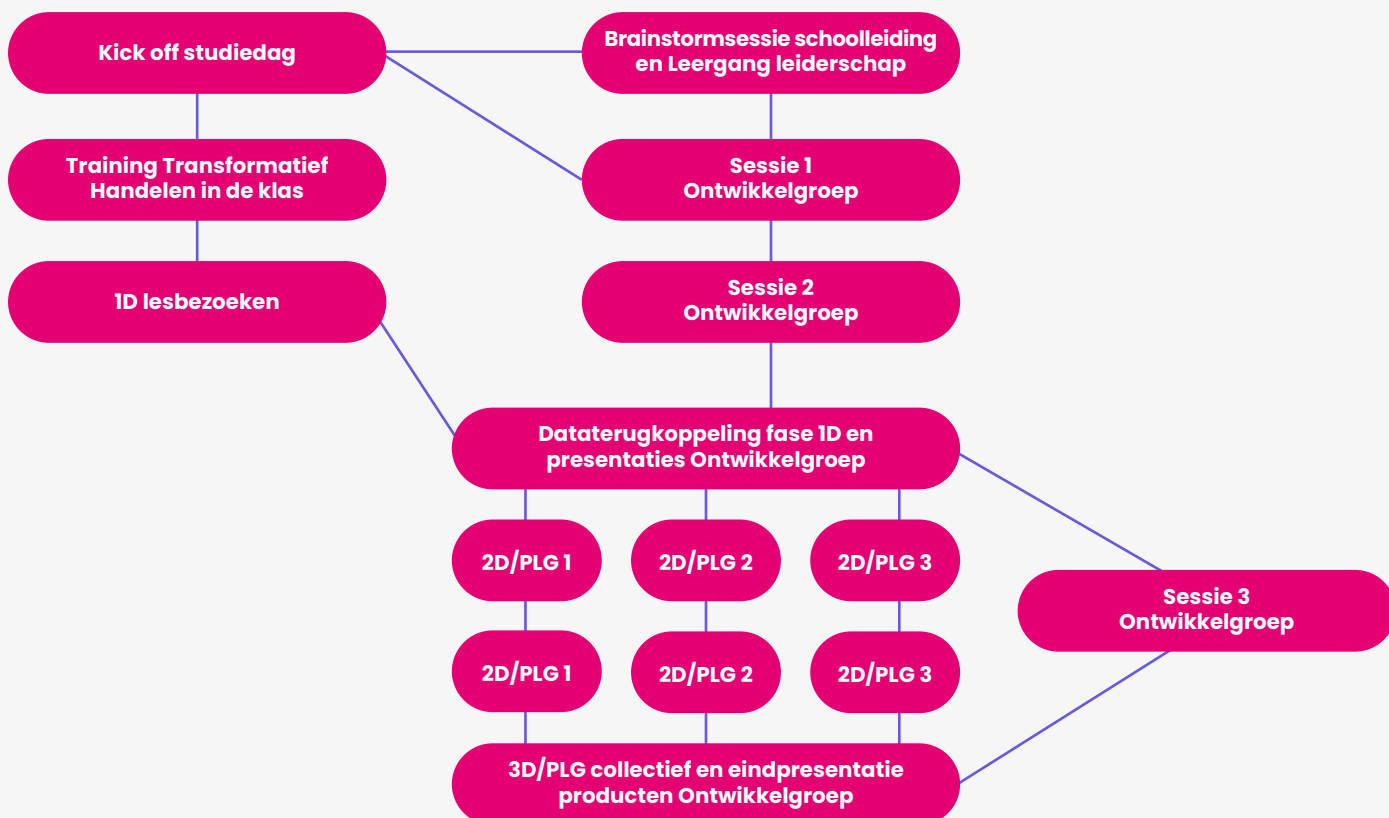 Kick off studiedag
Brainstormsessie schoolleiding
en Leergang leiderschap
Training Transformatief
Handelen in de klas
Sessie 1
Ontwikkelgroep
1D lesbezoeken
Sessie 2
Ontwikkelgroep
Dataterugkoppeling fase 1D en
presentaties Ontwikkelgroep
2D/PLG 1
2D/PLG 2
2D/PLG 3
Sessie 3
Ontwikkelgroep
2D/PLG 1
2D/PLG 2
2D/PLG 3
3D/PLG collectief en eindpresentatie
producten Ontwikkelgroep